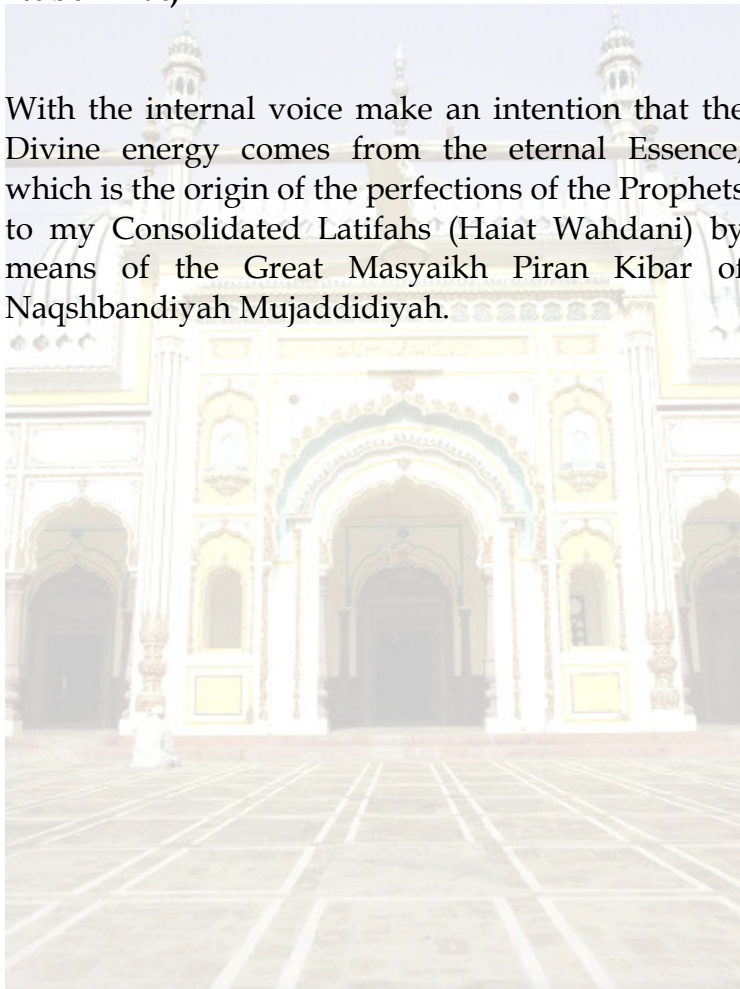 With the internal voice make an intention that the
Divine energy comes from the eternal Essence,
which is the origin of the perfections of the Prophets
to my Consolidated Latifahs (Haiat Wahdani) by
means of the Great Masyaikh Piran Kibar of
Naqshbandiyah Mujaddidiyah.